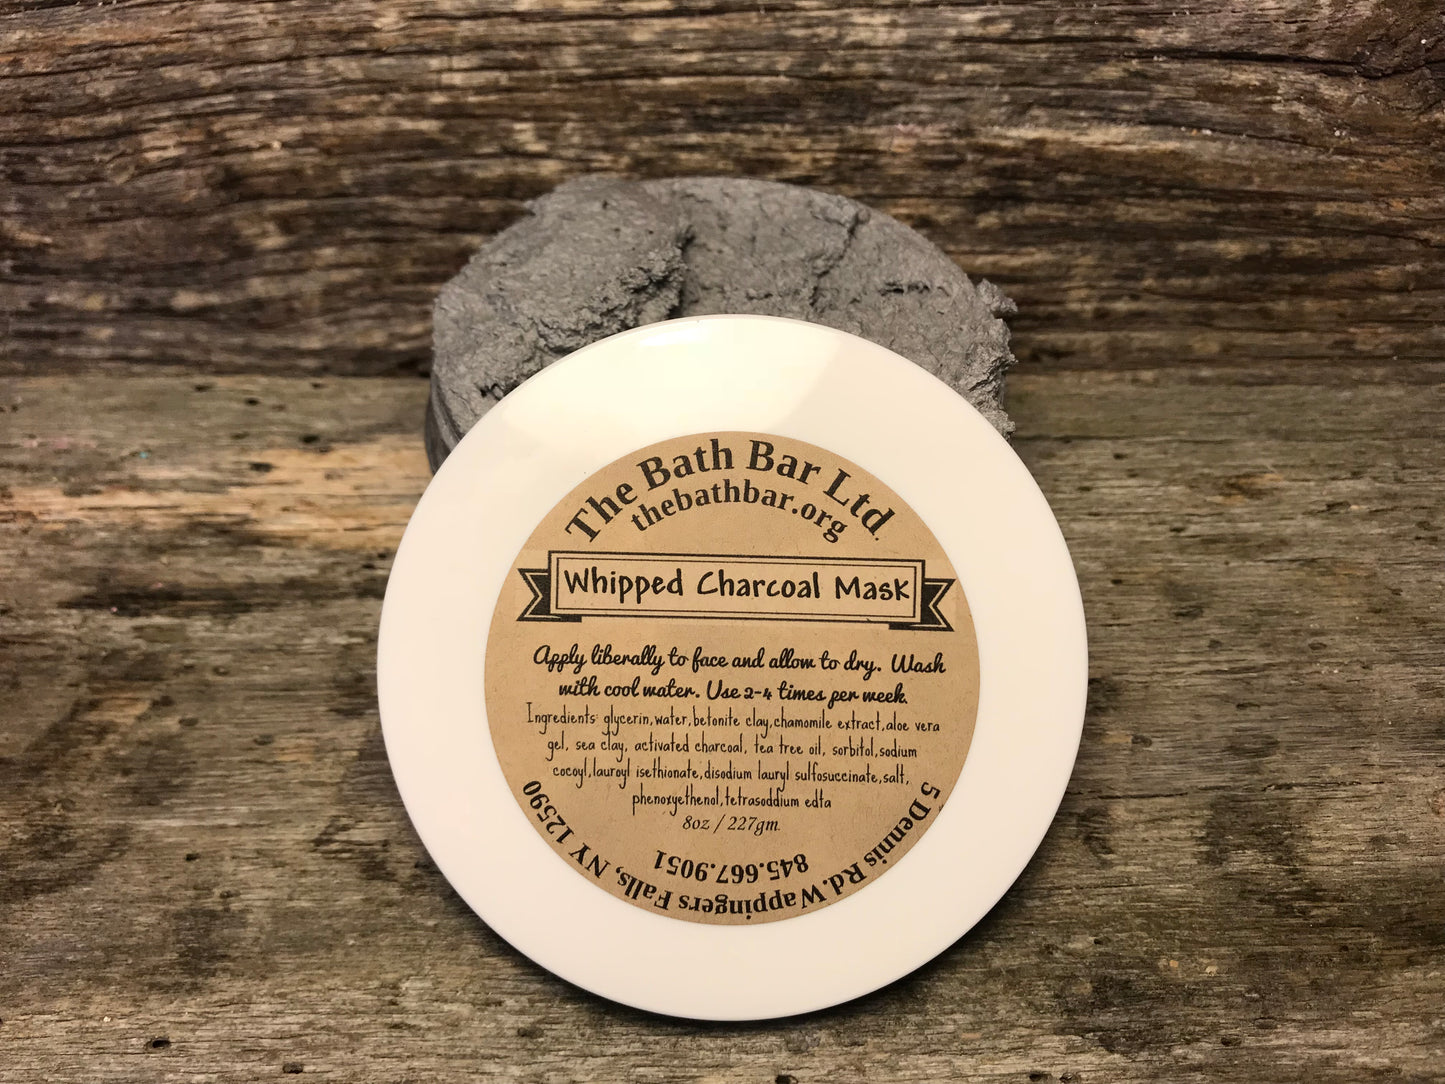 The Bath Bar Ltd.
thebathbar.org
Whipped Charcoal Mask
Apply liberally to face and allow to dry. Wash
with cool water. Use 2-4 times per week.
Ingredients: glycerin, water, betonite clay, chamomile extract, aloe vera
gel, sea clay, activated charcoal, tea tree oil, sorbitol, sodium
cocoyl, lauroyl isethionate, disodium lauryl sulfosuccinate, salt,
phenoxyethenol, tetrasoddium edta
8oz / 227gm.
845.667.9051
5 Dennis Rd. Wappingers Falls, NY 12590